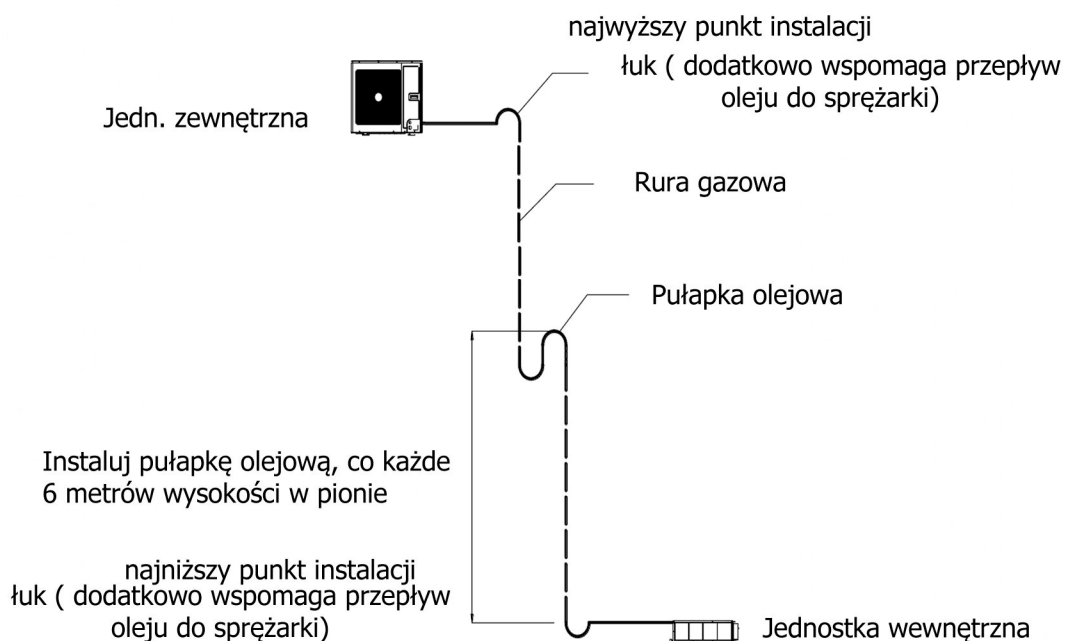 najwyższy punkt instalacji
łuk ( dodatkowo wspomaga przepływ
oleju do sprężarki)
Jedn. zewnętrzna
Rura gazowa
Pułapka olejowa
Instaluj pułapkę olejową, co każde
6 metrów wysokości w pionie
najniższy punkt instalacji
łuk ( dodatkowo wspomaga przepływ
oleju do sprężarki)
Jednostka wewnętrzna